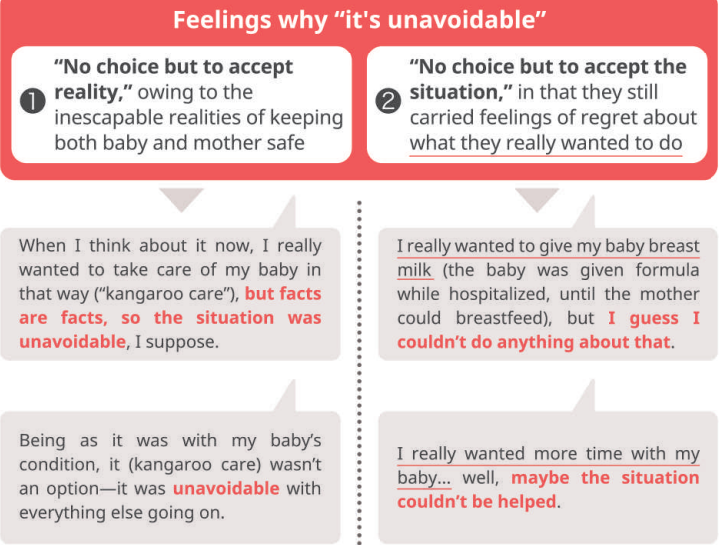 Feelings why “it's unavoidable”
❶
“No choice but to accept
reality,” owing to the
inescapable realities of keeping
both baby and mother safe
❷
“No choice but to accept the
situation,” in that they still
carried feelings of regret about
what they really wanted to do
When I think about it now, I really
wanted to take care of my baby in
that way (“kangaroo care”), but facts
are facts, so the situation was
unavoidable, I suppose.
Being as it was with my baby’s
condition, it (kangaroo care) wasn’t
an option—it was unavoidable with
everything else going on.
I really wanted to give my baby breast
milk (the baby was given formula
while hospitalized, until the mother
could breastfeed), but I guess I
couldn’t do anything about that.
I really wanted more time with my
baby... well, maybe the situation
couldn’t be helped.